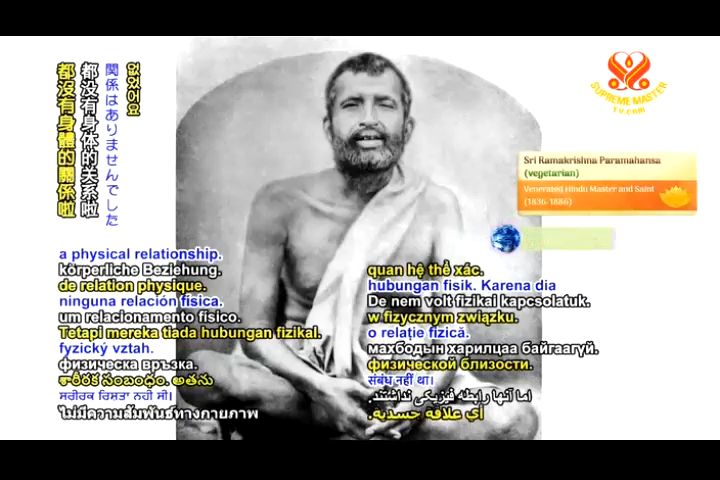 都沒有身體的關係啦
都没有身体的关系啦
関係はありませんでした
SUPREME MASTER
TV.COM
Sri Ramakrishna Paramahansa
(vegetarian)
Venerated Hindu Master and Saint
(1836-1886)
a physical relationship.
körperliche Beziehung.
de relation physique.
ninguna relación física.
um relacionamento físico.
Tetapi mereka tiada hubungan fizikal.
fyzický vztah.
физическа връзка.
శారీరక సంబంధం. అతను
ਸਰੀਰਕ ਰਿਸ਼ਤਾ ਨਹੀ ਸੀ।
ไม่มีความสัมพันธ์ทางกายภาพ
quan hệ thể xác.
hubungan fisik. Karena dia
De nem volt fizikai kapcsolatuk.
w fizycznym związku.
o relație fizică.
махбодын харилцаа байгаагүй.
физической близости.
संबंध नहीं था।
اما آنها رابطه فیزیکی نداشتند.
أي علاقة جسدية.